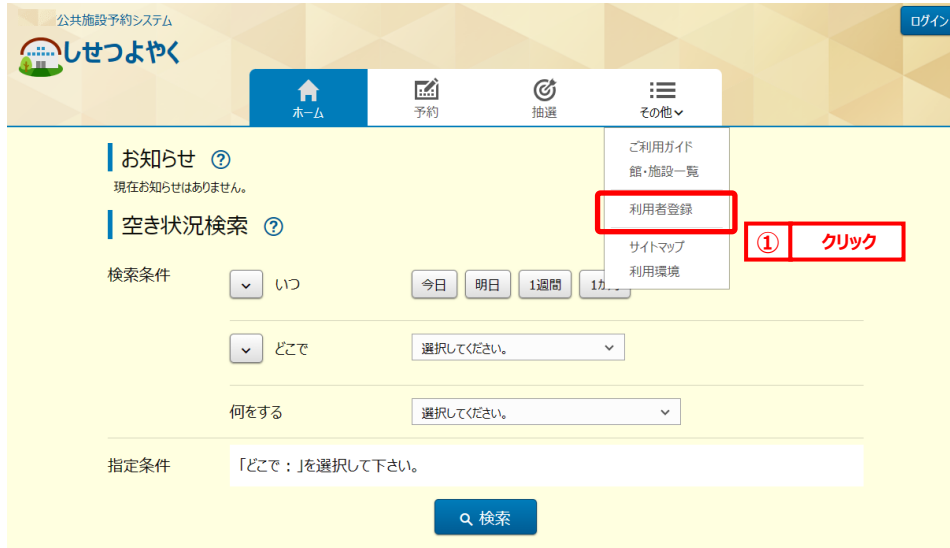 公共施設予約システム
しせつよやく
ログイン
ホーム
予約
抽選
その他
ご利用ガイド
館・施設一覧
利用者登録
サイトマップ
利用環境
① クリック
お知らせ ?
現在お知らせはありません。
空き状況検索 ?
検索条件
いつ
今日 明日 1週間
どこで
選択してください。
何をする
選択してください。
指定条件
「どこで：」を選択して下さい。
検索